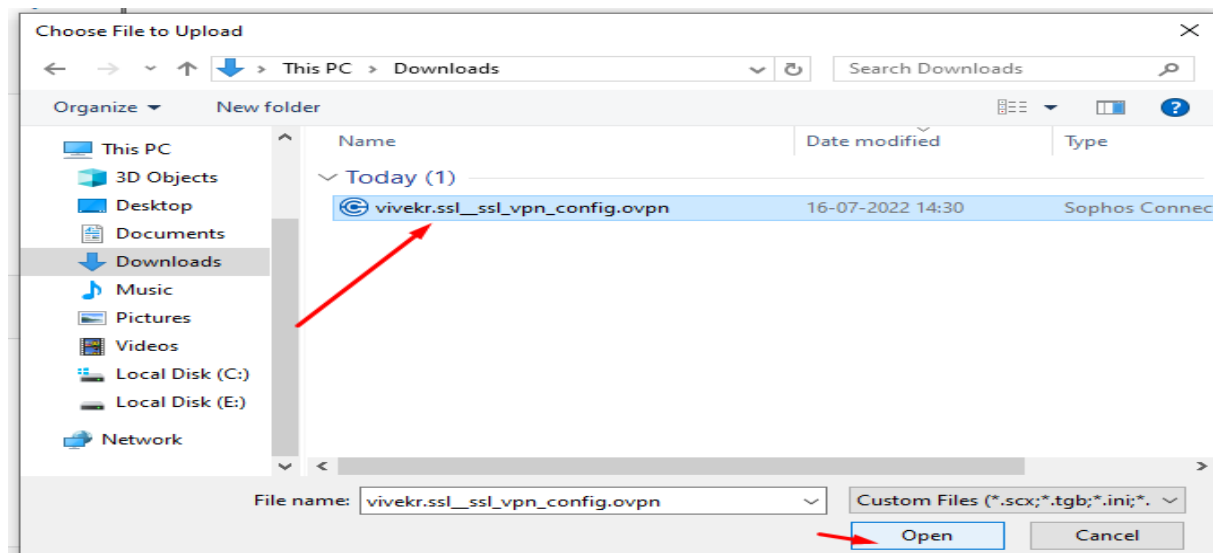 Choose File to Upload
This PC > Downloads
Search Downloads
Organize
New folder
Name
Date modified
Type
Today (1)
vivekr.ssl__ssl_vpn_config.ovpn
16-07-2022 14:30
Sophos Connec
This PC
3D Objects
Desktop
Documents
Downloads
Music
Pictures
Videos
Local Disk (C:)
Local Disk (E:)
Network
File name: vivekr.ssl__ssl_vpn_config.ovpn
Custom Files (*.scx;*.tgb;*.ini;*.
Open
Cancel